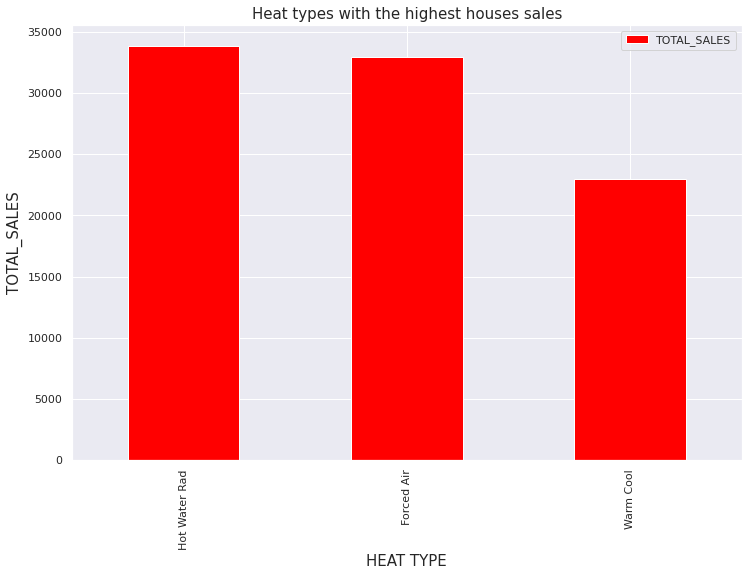 Heat types with the highest houses sales
TOTAL_SALES
35000
30000
25000
20000
15000
10000
5000
0
TOTAL_SALES
Hot Water Rad
Forced Air
Warm Cool
HEAT TYPE